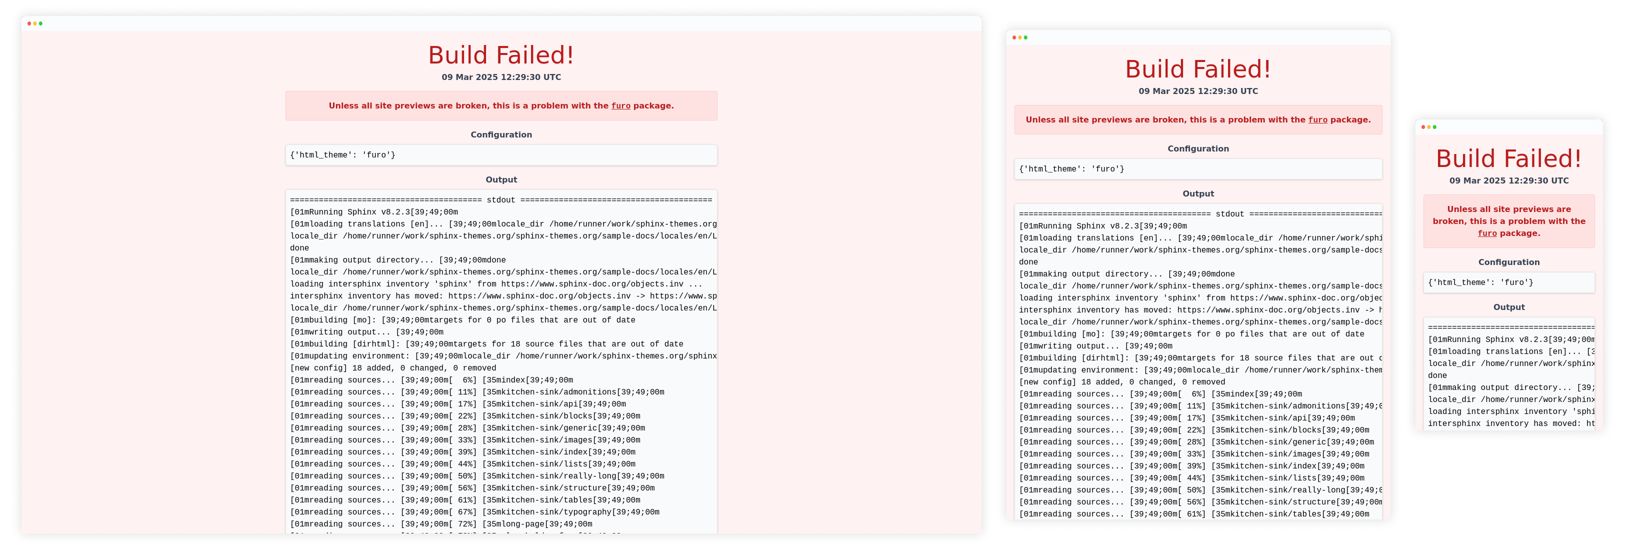 Build Failed!
09 Mar 2025 12:29:30 UTC
Unless all site previews are broken, this is a problem with the furo package.
Configuration
{'html_theme': 'furo'}
Output
======================================== stdout ========================================
[01mRunning Sphinx v8.2.3[39;49;00m
[01mloading translations [en]... [39;49;00mlocale_dir /home/runner/work/sphinx-themes.org
locale_dir /home/runner/work/sphinx-themes.org/sphinx-themes.org/sample-docs/locales/en/L
done
[01mmaking output directory... [39;49;00mdone
locale_dir /home/runner/work/sphinx-themes.org/sphinx-themes.org/sample-docs/locales/en/L
loading intersphinx inventory 'sphinx' from https://www.sphinx-doc.org/objects.inv ...
intersphinx inventory has moved: https://www.sphinx-doc.org/objects.inv -> https://www.sp
locale_dir /home/runner/work/sphinx-themes.org/sphinx-themes.org/sample-docs/locales/en/L
[01mbuilding [mo]: [39;49;00mtargets for 0 po files that are out of date
[01mwriting output... [39;49;00m
[01mbuilding [dirhtml]: [39;49;00mtargets for 18 source files that are out of date
[01mupdating environment: [39;49;00mlocale_dir /home/runner/work/sphinx-themes.org/sphinx
[new config] 18 added, 0 changed, 0 removed
[01mreading sources... [39;49;00m[  6%] [35mindex[39;49;00m
[01mreading sources... [39;49;00m[ 11%] [35mkitchen-sink/admonitions[39;49;00m
[01mreading sources... [39;49;00m[ 17%] [35mkitchen-sink/api[39;49;00m
[01mreading sources... [39;49;00m[ 22%] [35mkitchen-sink/blocks[39;49;00m
[01mreading sources... [39;49;00m[ 28%] [35mkitchen-sink/generic[39;49;00m
[01mreading sources... [39;49;00m[ 33%] [35mkitchen-sink/images[39;49;00m
[01mreading sources... [39;49;00m[ 39%] [35mkitchen-sink/index[39;49;00m
[01mreading sources... [39;49;00m[ 44%] [35mkitchen-sink/lists[39;49;00m
[01mreading sources... [39;49;00m[ 50%] [35mkitchen-sink/really-long[39;49;00m
[01mreading sources... [39;49;00m[ 56%] [35mkitchen-sink/structure[39;49;00m
[01mreading sources... [39;49;00m[ 61%] [35mkitchen-sink/tables[39;49;00m
[01mreading sources... [39;49;00m[ 67%] [35mkitchen-sink/typography[39;49;00m
[01mreading sources... [39;49;00m[ 72%] [35mlong-page[39;49;00m
Build Failed!
09 Mar 2025 12:29:30 UTC
Unless all site previews are broken, this is a problem with the furo package.
Configuration
{'html_theme': 'furo'}
Output
======================================== stdout ==============================
[01mRunning Sphinx v8.2.3[39;49;00m
[01mloading translations [en]... [39;49;00mlocale_dir /home/runner/work/sphi
locale_dir /home/runner/work/sphinx-themes.org/sphinx-themes.org/sample-docs
done
[01mmaking output directory... [39;49;00mdone
locale_dir /home/runner/work/sphinx-themes.org/sphinx-themes.org/sample-docs
loading intersphinx inventory 'sphinx' from https://www.sphinx-doc.org/objec
intersphinx inventory has moved: https://www.sphinx-doc.org/objects.inv -> h
locale_dir /home/runner/work/sphinx-themes.org/sphinx-themes.org/sample-docs
[01mbuilding [mo]: [39;49;00mtargets for 0 po files that are out of date
[01mwriting output... [39;49;00m
[01mbuilding [dirhtml]: [39;49;00mtargets for 18 source files that are out o
[01mupdating environment: [39;49;00mlocale_dir /home/runner/work/sphinx-them
[new config] 18 added, 0 changed, 0 removed
[01mreading sources... [39;49;00m[  6%] [35mindex[39;49;00m
[01mreading sources... [39;49;00m[ 11%] [35mkitchen-sink/admonitions[39;49;0
[01mreading sources... [39;49;00m[ 17%] [35mkitchen-sink/api[39;49;00m
[01mreading sources... [39;49;00m[ 22%] [35mkitchen-sink/blocks[39;49;00m
[01mreading sources... [39;49;00m[ 28%] [35mkitchen-sink/generic[39;49;00m
[01mreading sources... [39;49;00m[ 33%] [35mkitchen-sink/images[39;49;00m
[01mreading sources... [39;49;00m[ 39%] [35mkitchen-sink/index[39;49;00m
[01mreading sources... [39;49;00m[ 44%] [35mkitchen-sink/lists[39;49;00m
[01mreading sources... [39;49;00m[ 50%] [35mkitchen-sink/really-long[39;49;0
[01mreading sources... [39;49;00m[ 56%] [35mkitchen-sink/structure[39;49;00m
[01mreading sources... [39;49;00m[ 61%] [35mkitchen-sink/tables[39;49;00m
Build Failed!
09 Mar 2025 12:29:30 UTC
Unless all site previews are
broken, this is a problem with the
furo package.
Configuration
{'html_theme': 'furo'}
Output
===================================
[01mRunning Sphinx v8.2.3[39;49;00m
[01mloading translations [en]... [3
locale_dir /home/runner/work/sphinx
done
[01mmaking output directory... [39;
locale_dir /home/runner/work/sphinx
loading intersphinx inventory 'sphi
intersphinx inventory has moved: ht